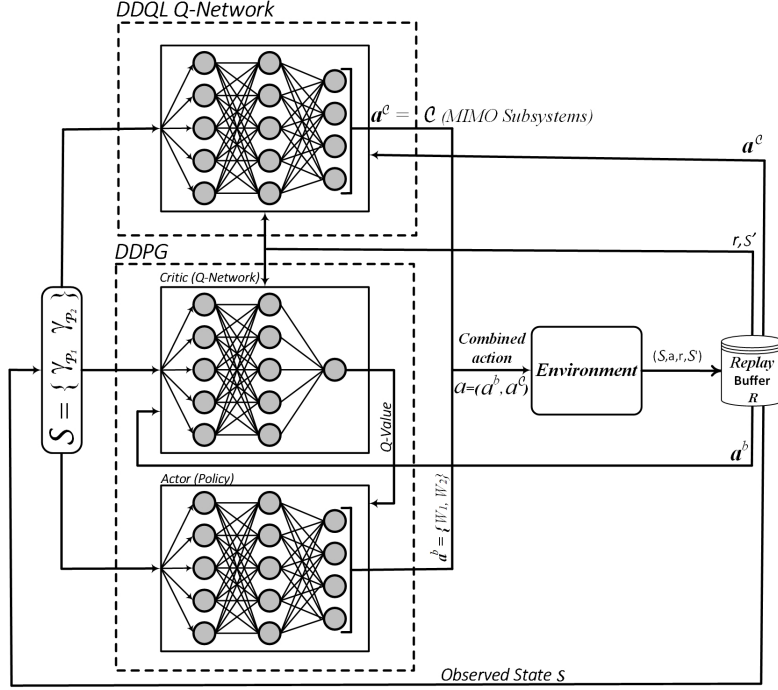 DDQL Q-Network
a^C = C (MIMO Subsystems)
a^C
r, S'
DDPG
Critic (Q-Network)
S = { γ_P₁ γ_P₂ }
Combined
action
a=(a^b, a^C)
Environment
(S,a,r,S')
Replay
Buffer
R
Q-Value
a^b
Actor (Policy)
a^b = {W₁, W₂}
Observed State s